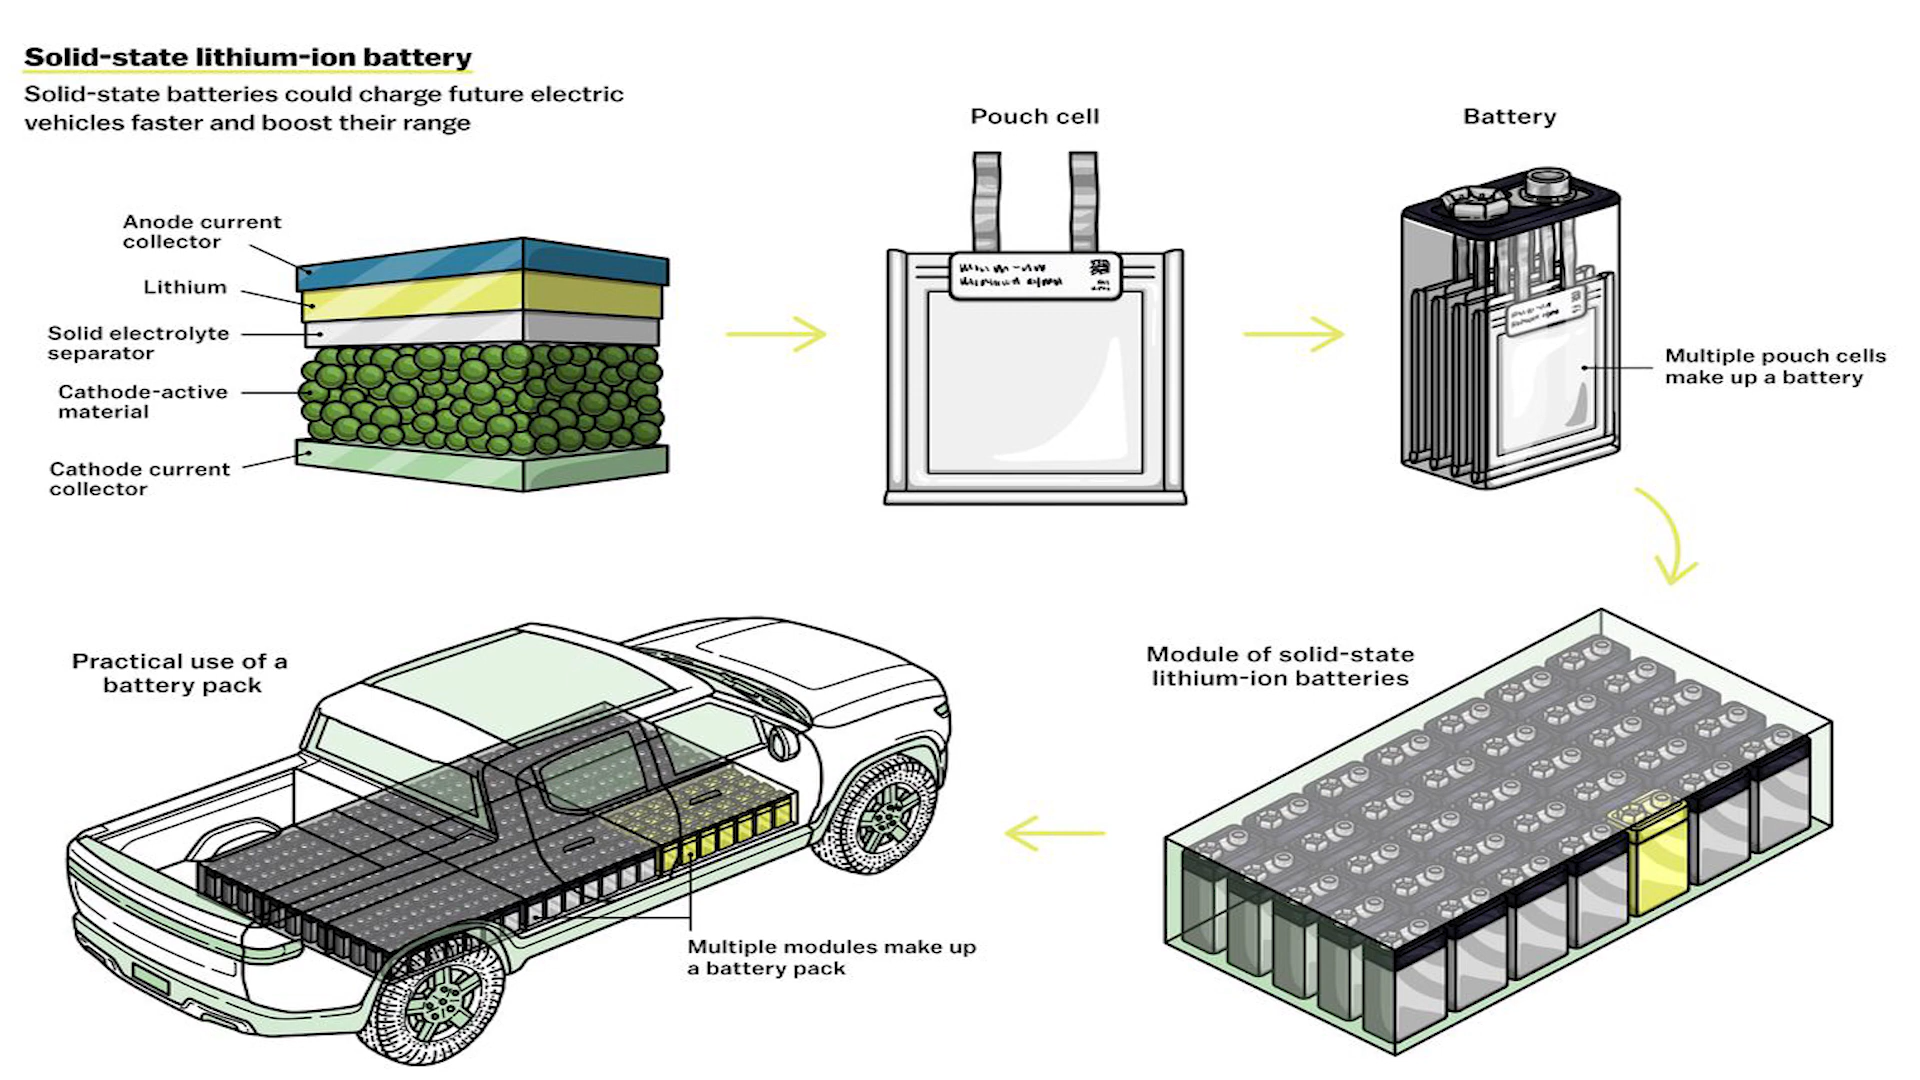 Solid-state lithium-ion battery
Solid-state batteries could charge future electric
vehicles faster and boost their range
Pouch cell
Battery
Anode current
collector
Lithium
Solid electrolyte
separator
Cathode-active
material
Cathode current
collector
Multiple pouch cells
make up a battery
Practical use of a
battery pack
Module of solid-state
lithium-ion batteries
Multiple modules make up
a battery pack